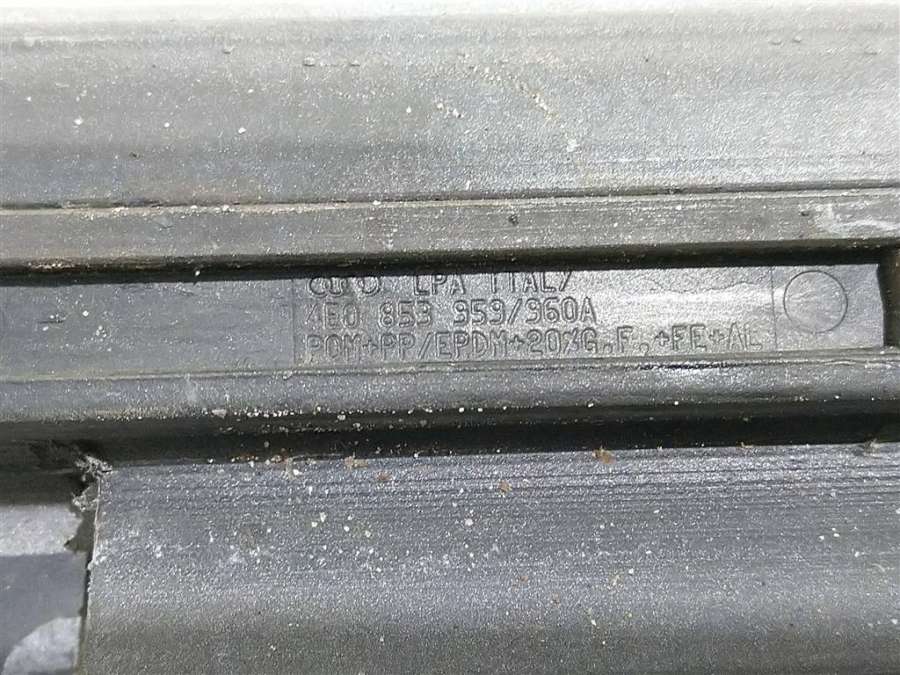 LPA ITALY
4E0 853 959/960A
POM+PP/EPDM+20%G.F.+FE+AL